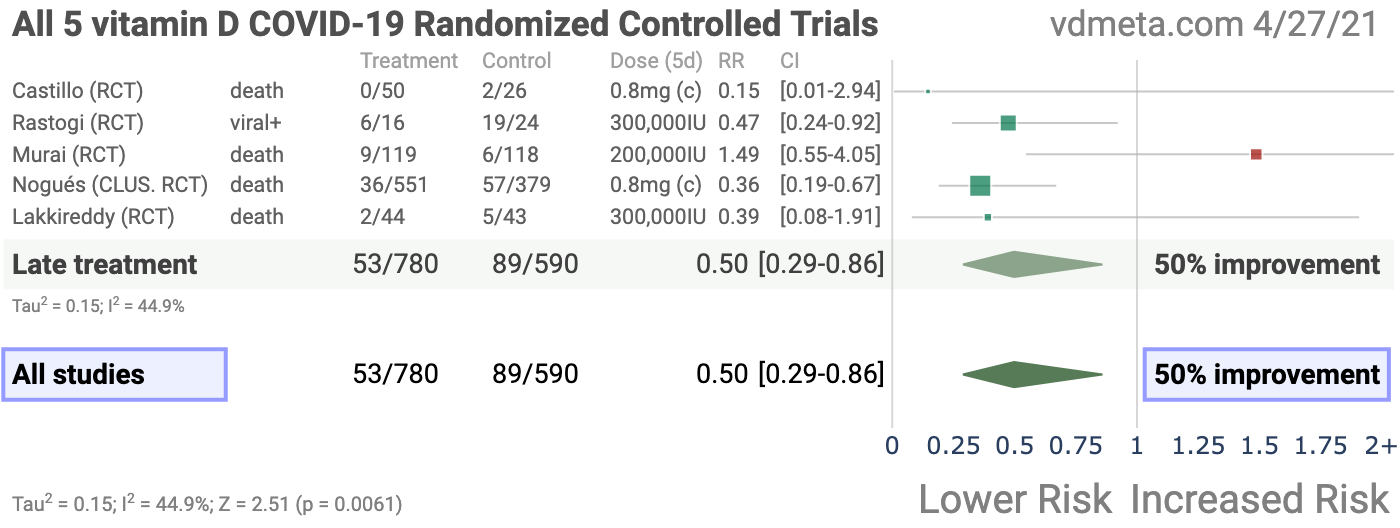 All 5 vitamin D COVID-19 Randomized Controlled Trials vdmeta.com 4/27/21
Treatment Control Dose (5d) RR CI
Castillo (RCT) death 0/50 2/26 0.8mg (c) 0.15 [0.01-2.94]
Rastogi (RCT) viral+ 6/16 19/24 300,000IU 0.47 [0.24-0.92]
Murai (RCT) death 9/119 6/118 200,000IU 1.49 [0.55-4.05]
Nogués (CLUS. RCT) death 36/551 57/379 0.8mg (c) 0.36 [0.19-0.67]
Lakkireddy (RCT) death 2/44 5/43 300,000IU 0.39 [0.08-1.91]
Late treatment 53/780 89/590 0.50 [0.29-0.86] 50% improvement
Tau² = 0.15; I² = 44.9%
All studies 53/780 89/590 0.50 [0.29-0.86] 50% improvement
0 0.25 0.5 0.75 1 1.25 1.5 1.75 2+
Tau² = 0.15; I² = 44.9%; Z = 2.51 (p = 0.0061) Lower Risk Increased Risk